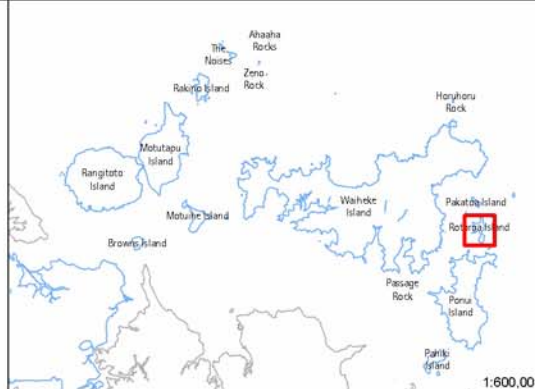 Ahaaha
Rocks
The
Noises
Zeno
Rock
Rakino Island
Horuhoru
Rock
Motutapu
Island
Rangitoto
Island
Waiheke
Island
Pakatoa Island
Motuihe Island
Rotoroa Island
Browns Island
Passage
Rock
Ponui
Island
Pahiki
Island
1:600,00